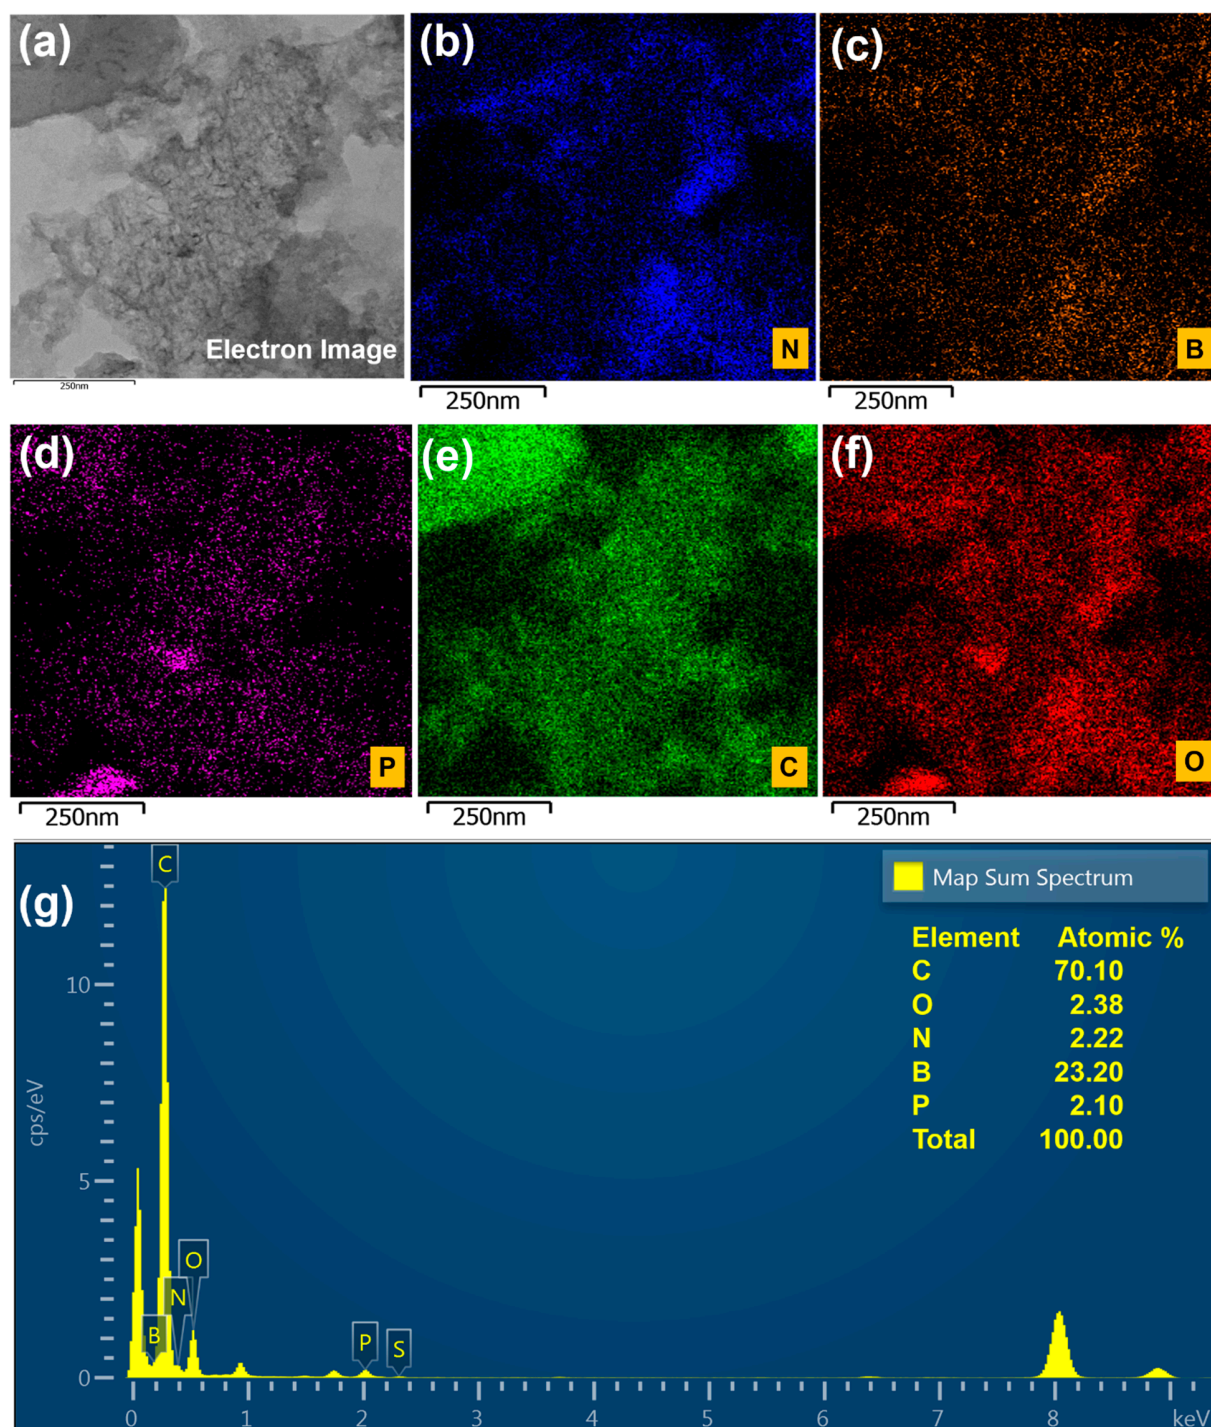 (a)
Electron Image
250nm
(b)
N
250nm
(c)
B
250nm
(d)
P
250nm
(e)
C
250nm
(f)
O
250nm
(g)
Map Sum Spectrum
Element Atomic %
C 70.10
O 2.38
N 2.22
B 23.20
P 2.10
Total 100.00
cps/eV
10
5
0
C
B
N
O
P
S
0 1 2 3 4 5 6 7 8 keV